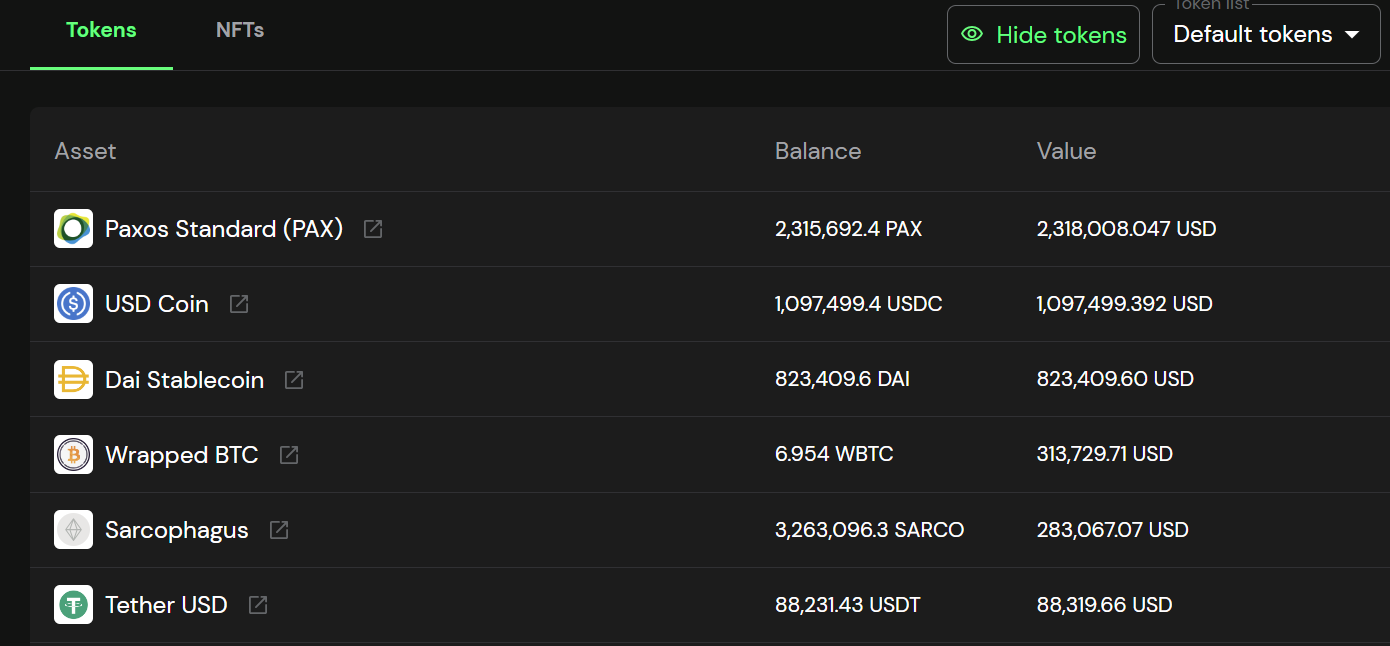 Token list
Tokens NFTs Hide tokens Default tokens
Asset Balance Value
Paxos Standard (PAX) 2,315,692.4 PAX 2,318,008.047 USD
USD Coin 1,097,499.4 USDC 1,097,499.392 USD
Dai Stablecoin 823,409.6 DAI 823,409.60 USD
Wrapped BTC 6.954 WBTC 313,729.71 USD
Sarcophagus 3,263,096.3 SARCO 283,067.07 USD
Tether USD 88,231.43 USDT 88,319.66 USD